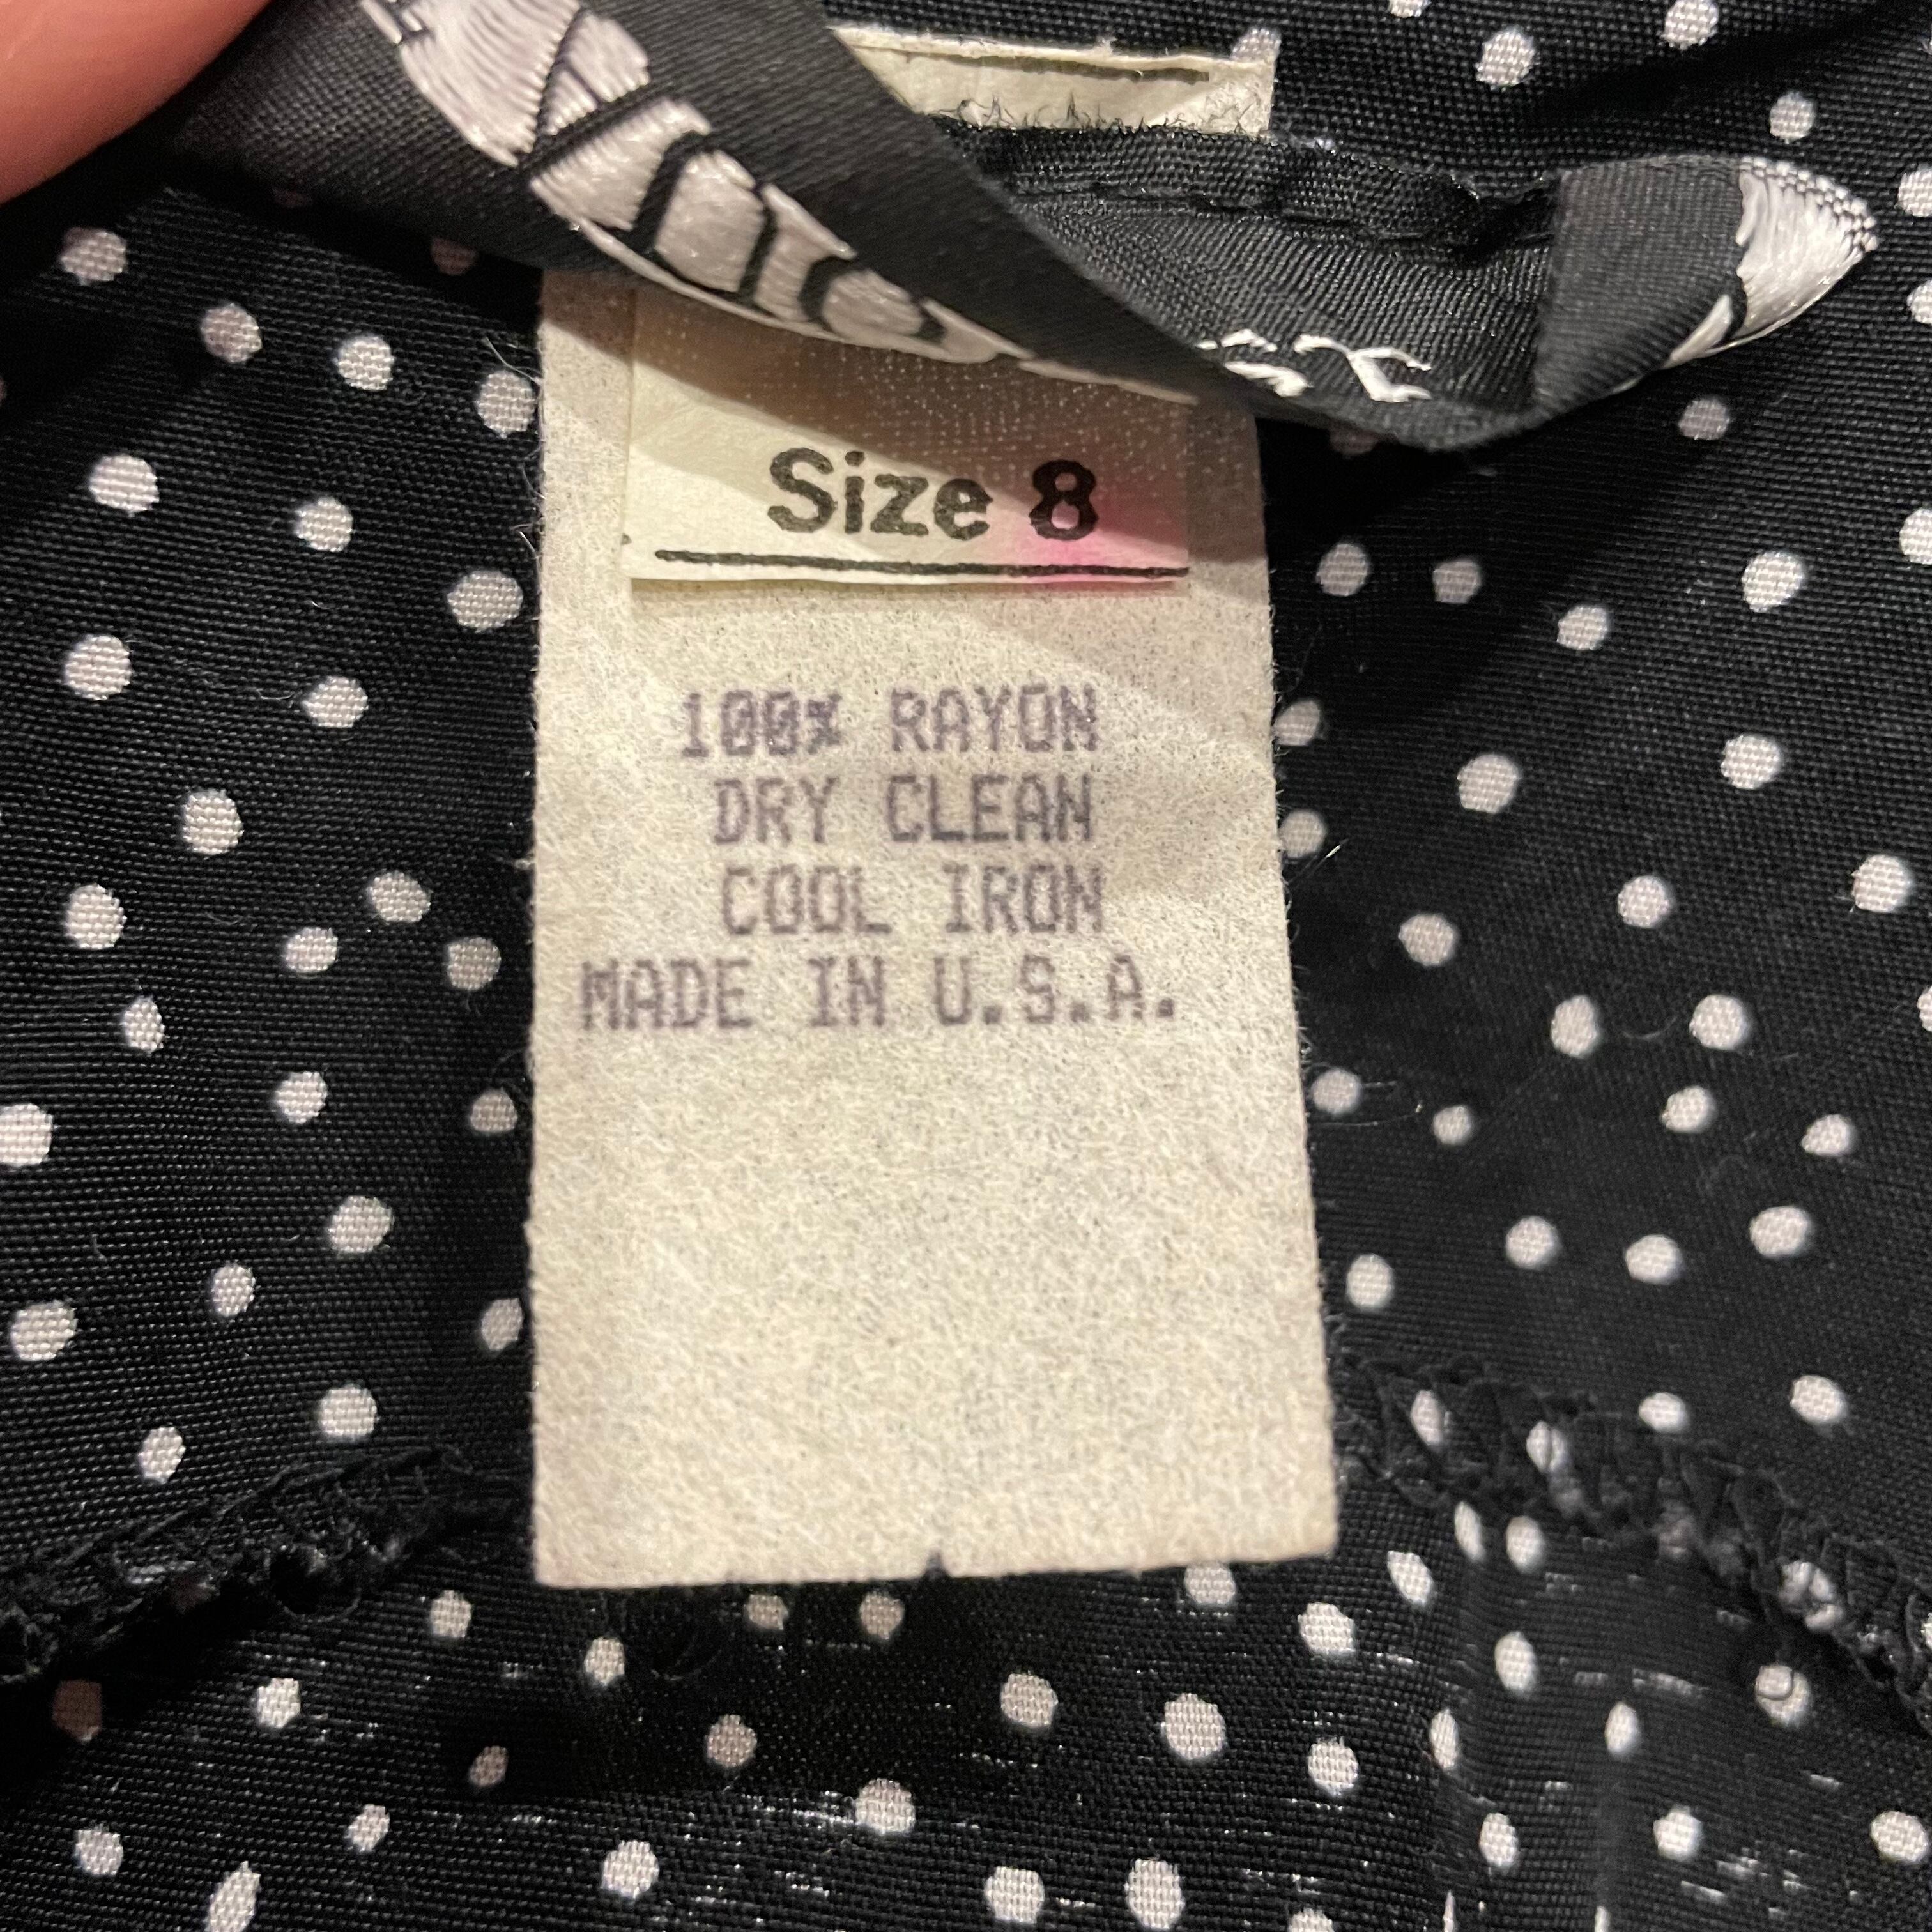 Size 8
100% RAYON
DRY CLEAN
COOL IRON
MADE IN U.S.A.